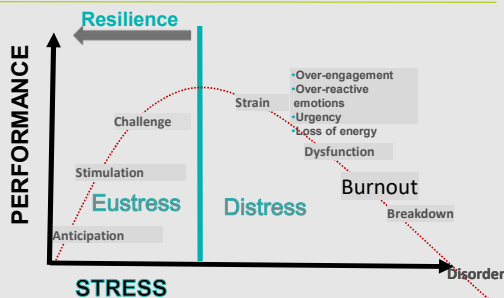 Resilience
PERFORMANCE
Strain
•Over-engagement
•Over-reactive
emotions
•Urgency
•Loss of energy
Challenge
Dysfunction
Stimulation
Burnout
Eustress
Distress
Breakdown
Anticipation
Disorder
STRESS